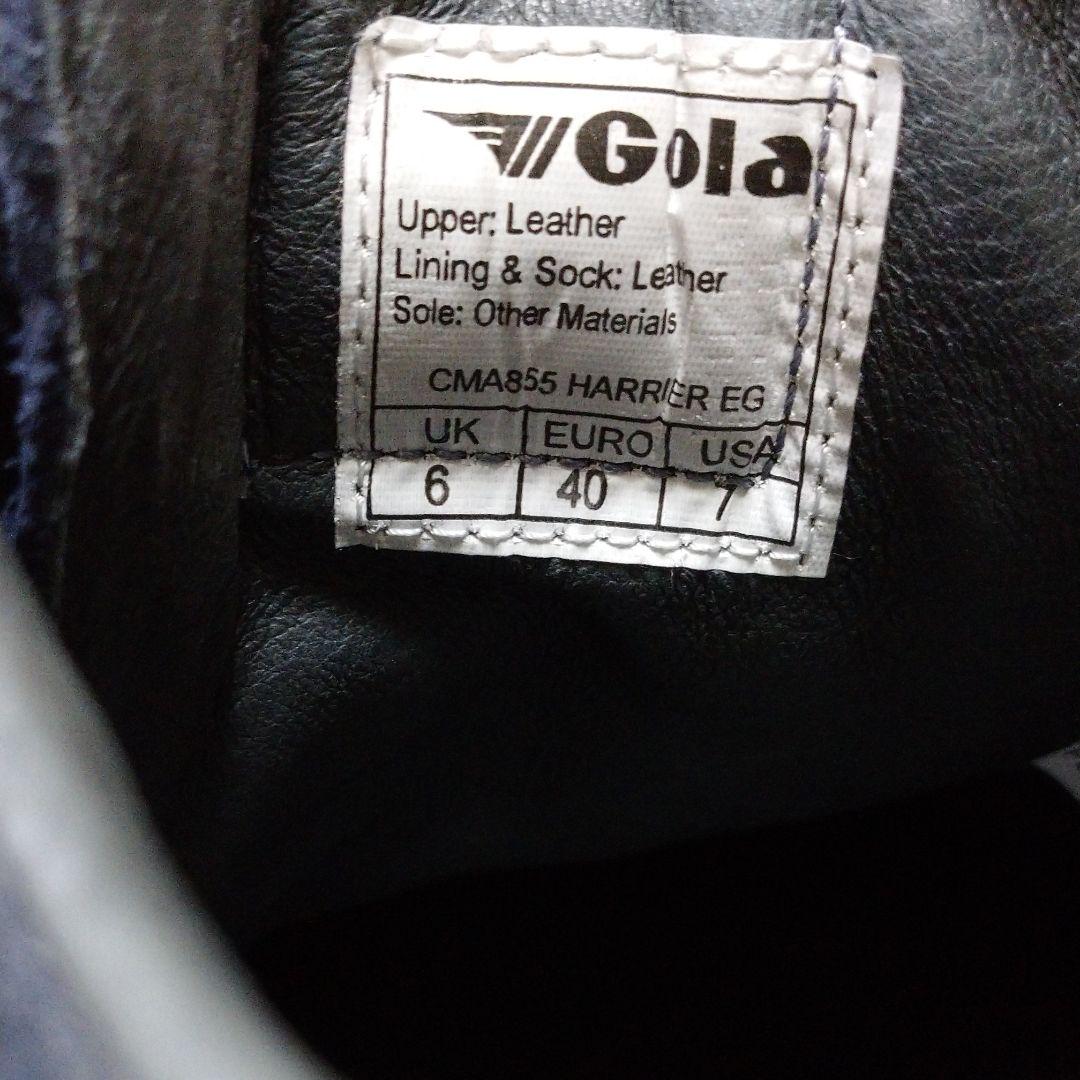 Gola
Upper: Leather
Lining & Sock: Leather
Sole: Other Materials
CMA855 HARRIER EG
UK EURO USA
6 40 7